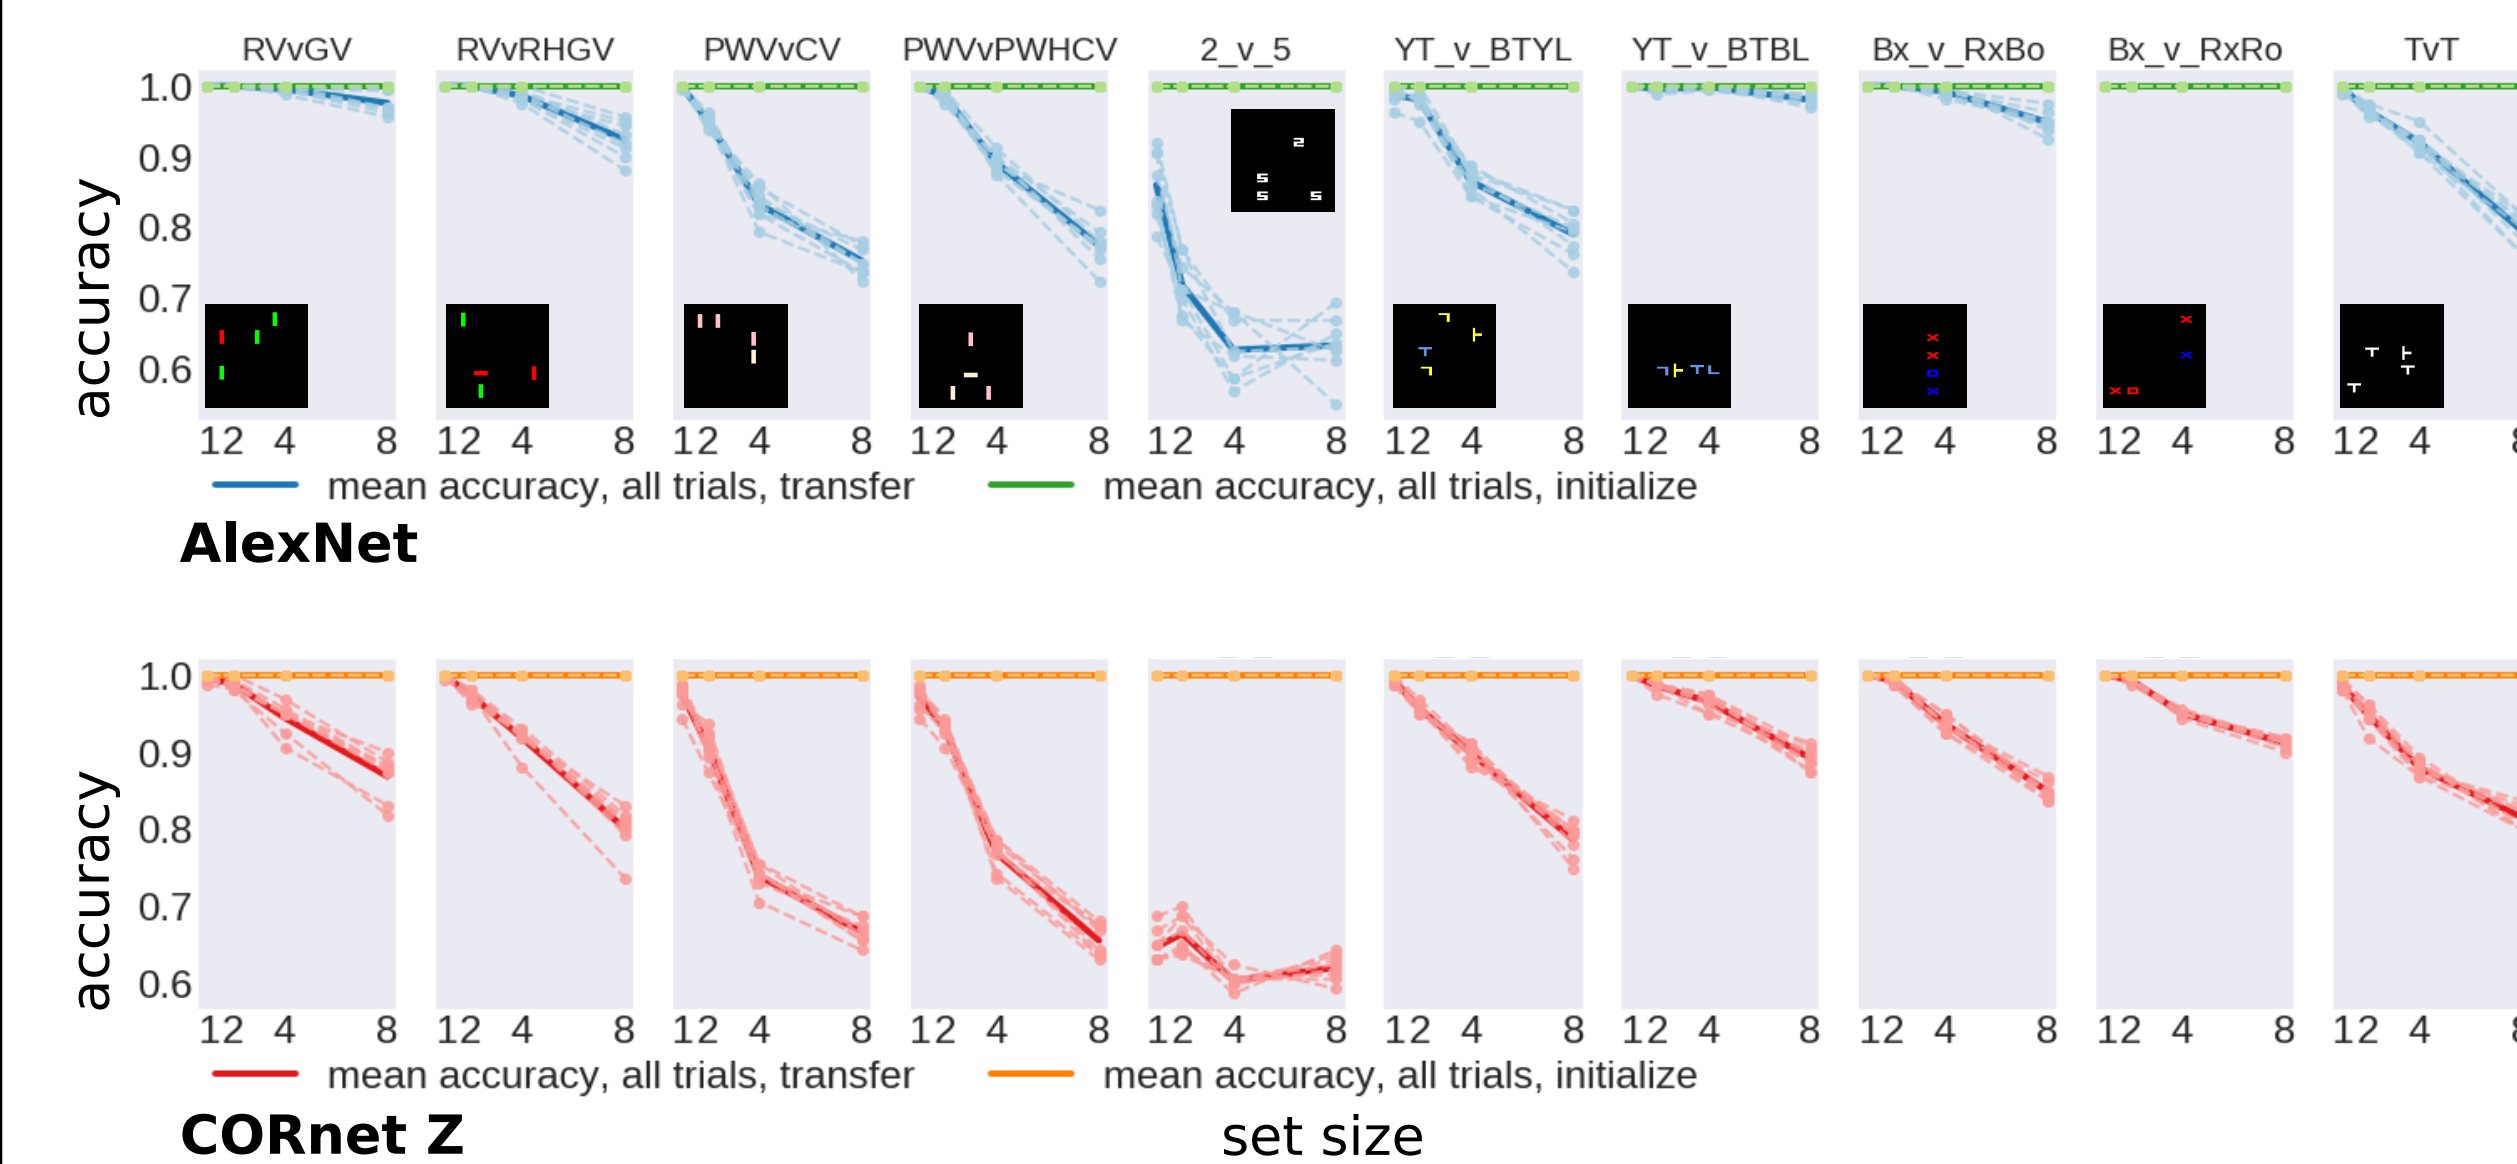 RVvGV RVvRHGV PWVvCV PWVvPWHCV 2_v_5 YT_v_BTYL YT_v_BTBL Bx_v_RxBo Bx_v_RxRo TvT
1.0
0.9
0.8
0.7
0.6
accuracy
2
5
5 5
12 4 8 12 4 8 12 4 8 12 4 8 12 4 8 12 4 8 12 4 8 12 4 8 12 4 8 12 4 8
mean accuracy, all trials, transfer mean accuracy, all trials, initialize
AlexNet
1.0
0.9
0.8
0.7
0.6
accuracy
12 4 8 12 4 8 12 4 8 12 4 8 12 4 8 12 4 8 12 4 8 12 4 8 12 4 8 12 4 8
mean accuracy, all trials, transfer mean accuracy, all trials, initialize
CORnet Z set size